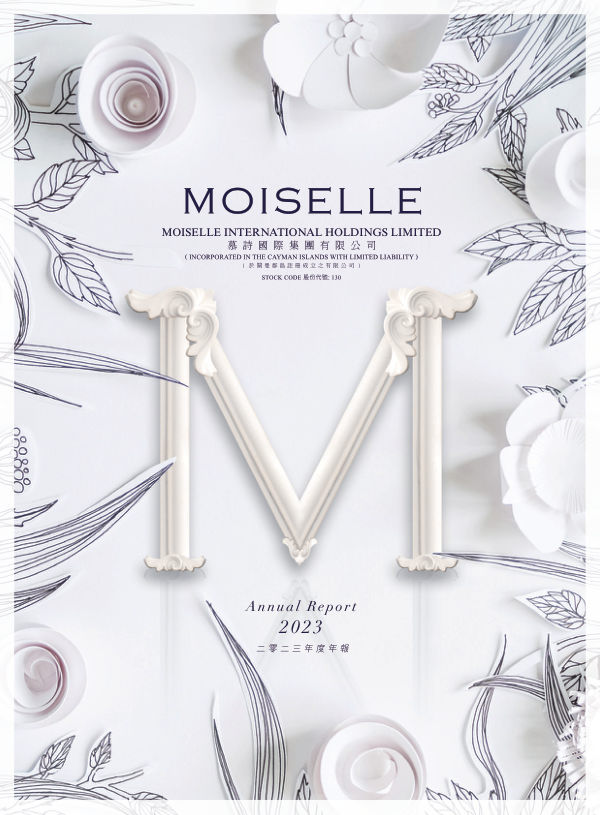 MOISELLE
MOISELLE INTERNATIONAL HOLDINGS LIMITED
慕詩國際集團有限公司
( INCORPORATED IN THE CAYMAN ISLANDS WITH LIMITED LIABILITY )
( 於開曼群島註冊成立之有限公司 )
STOCK CODE 股份代號: 130
M
Annual Report
2023
二零二三年度年報